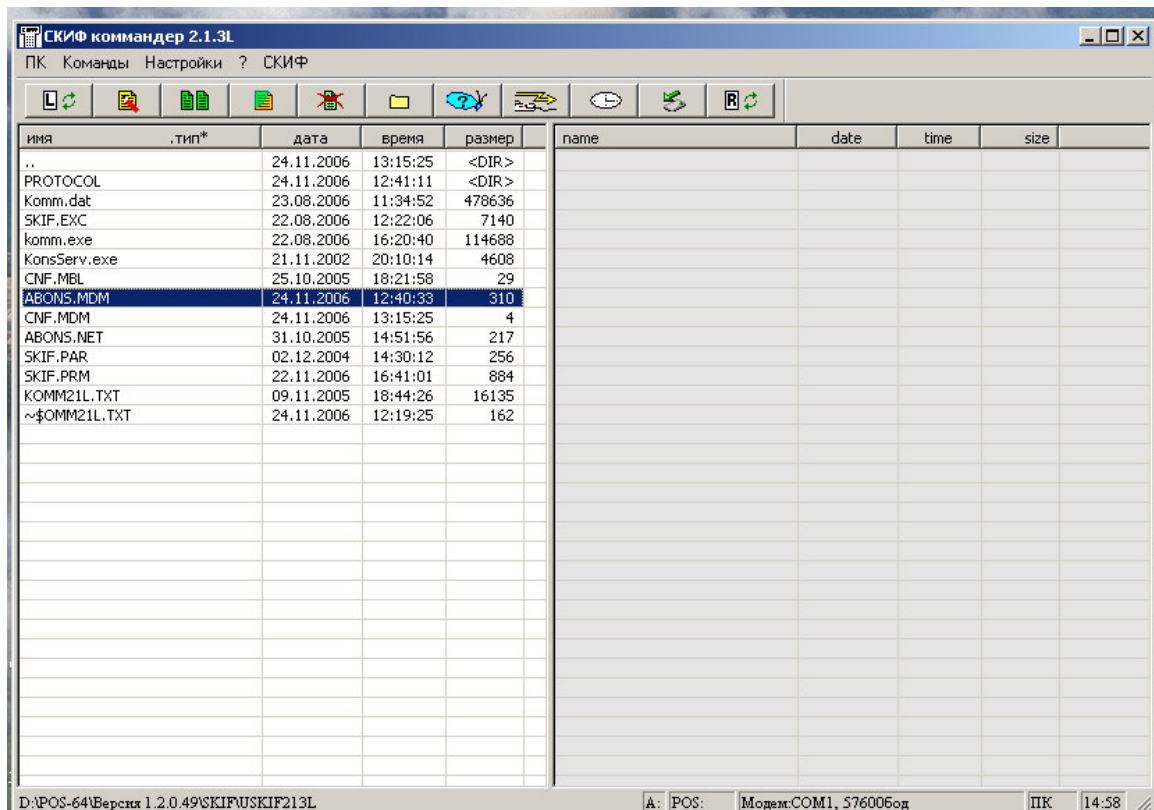 СКИФ коммандер 2.1.3L
ПК Команды Настройки ? СКИФ
L R
имя .тип* дата время размер name date time size
.. 24.11.2006 13:15:25 <DIR>
PROTOCOL 24.11.2006 12:41:11 <DIR>
Komm.dat 23.08.2006 11:34:52 478636
SKIF.EXC 22.08.2006 12:22:06 7140
komm.exe 22.08.2006 16:20:40 114688
KonsServ.exe 21.11.2002 20:10:14 4608
CNF.MBL 25.10.2005 18:21:58 29
ABONS.MDM 24.11.2006 12:40:33 310
CNF.MDM 24.11.2006 13:15:25 4
ABONS.NET 31.10.2005 14:51:56 217
SKIF.PAR 02.12.2004 14:30:12 256
SKIF.PRM 22.11.2006 16:41:01 884
KOMM21L.TXT 09.11.2005 18:44:26 16135
~$OMM21L.TXT 24.11.2006 12:19:25 162
D:\POS-64\Версия 1.2.0.49\SKIF\USKIF213L A: POS: Модем:COM1, 57600бод ПК 14:58